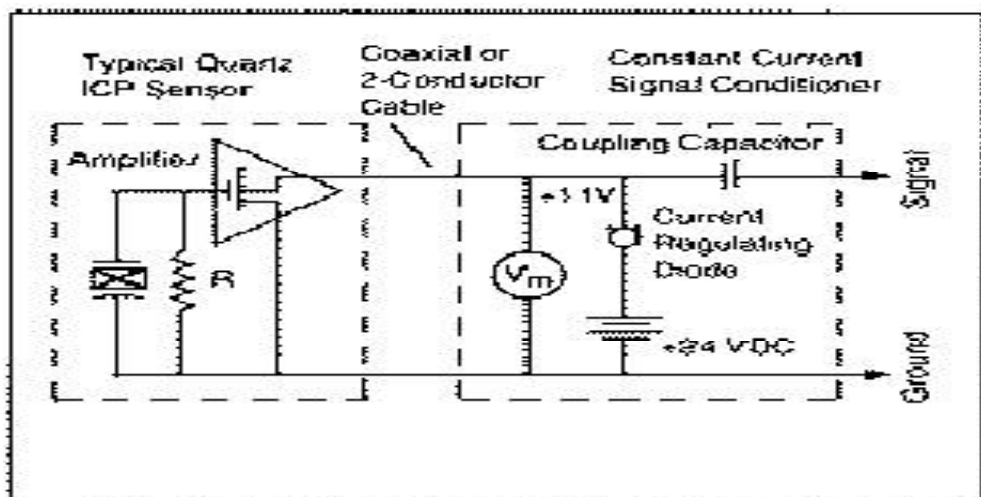 Typical Quartz
ICP Sensor
Coaxial or
2-Conductor
Cable
Constant Current
Signal Conditioner
Amplifier
Coupling Capacitor
Signal
+11V
Current
Regulating
Diode
R
Vm
+24 VDC
Ground